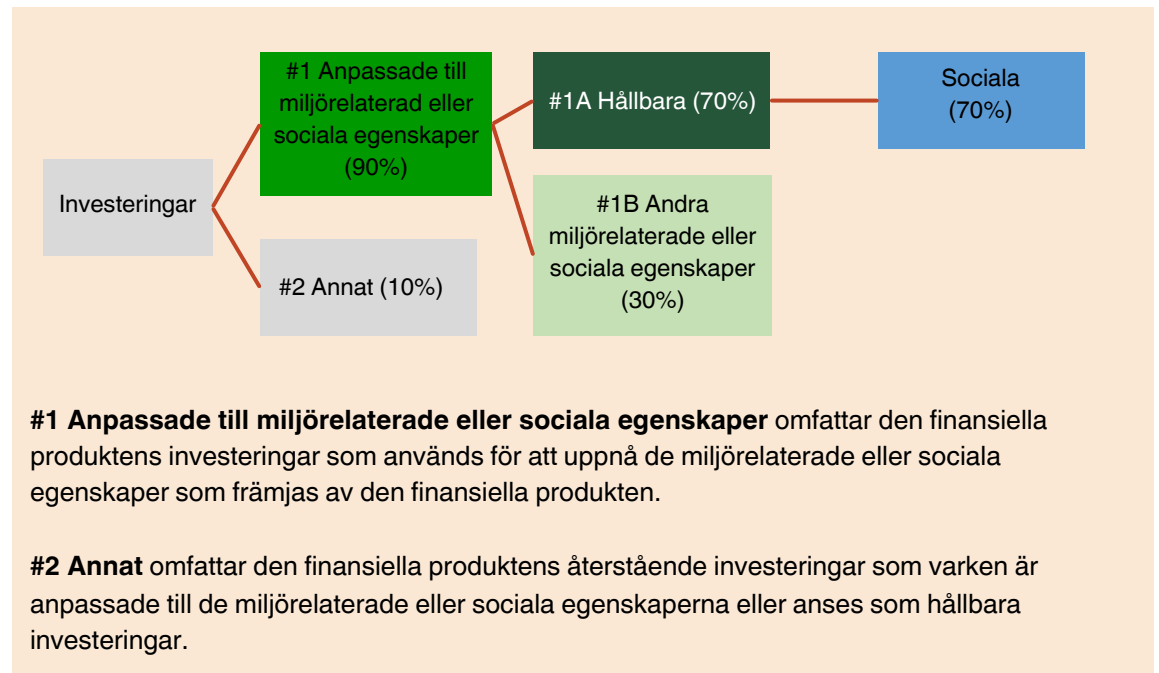 #1 Anpassade till
miljörelaterad eller
sociala egenskaper
(90%)
#1A Hållbara (70%)
Sociala
(70%)
Investeringar
#1B Andra
miljörelaterade eller
sociala egenskaper
(30%)
#2 Annat (10%)
#1 Anpassade till miljörelaterade eller sociala egenskaper omfattar den finansiella
produktens investeringar som används för att uppnå de miljörelaterade eller sociala
egenskaper som främjas av den finansiella produkten.
#2 Annat omfattar den finansiella produktens återstående investeringar som varken är
anpassade till de miljörelaterade eller sociala egenskaperna eller anses som hållbara
investeringar.